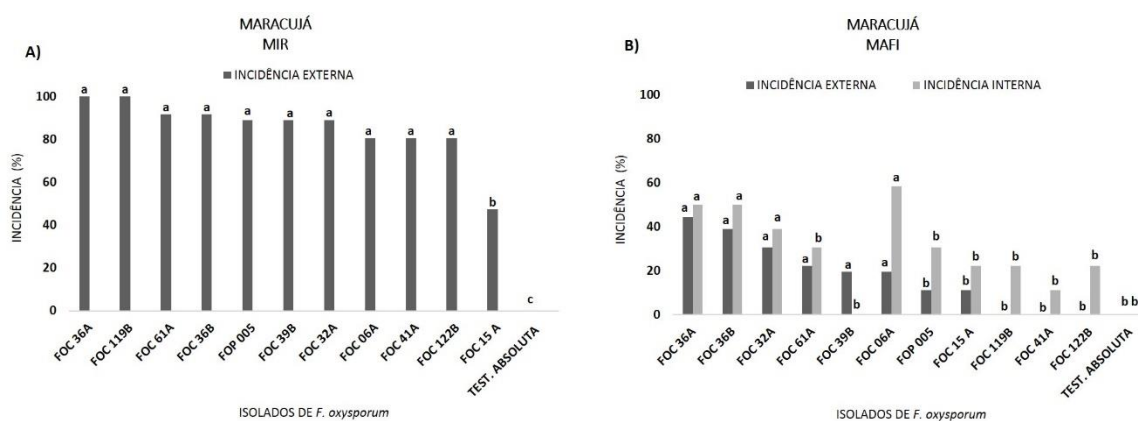 MARACUJÁ
MIR
A)
INCIDÊNCIA EXTERNA
INCIDÊNCIA (%)
100
80
60
40
20
0
a a a a a a a a a a b c
FOC 36A
FOC 119B
FOC 61A
FOC 36B
FOP 005
FOC 39B
FOC 32A
FOC 06A
FOC 41A
FOC 122B
FOC 15 A
TEST. ABSOLUTA
ISOLADOS DE F. oxysporum
MARACUJÁ
MAFI
B)
INCIDÊNCIA EXTERNA INCIDÊNCIA INTERNA
INCIDÊNCIA (%)
100
80
60
40
20
0
a a a a a a a b a b a a b b b b b b b b b b b b
FOC 36A
FOC 36B
FOC 32A
FOC 61A
FOC 39B
FOC 06A
FOP 005
FOC 15 A
FOC 119B
FOC 41A
FOC 122B
TEST. ABSOLUTA
ISOLADOS DE F. oxysporum